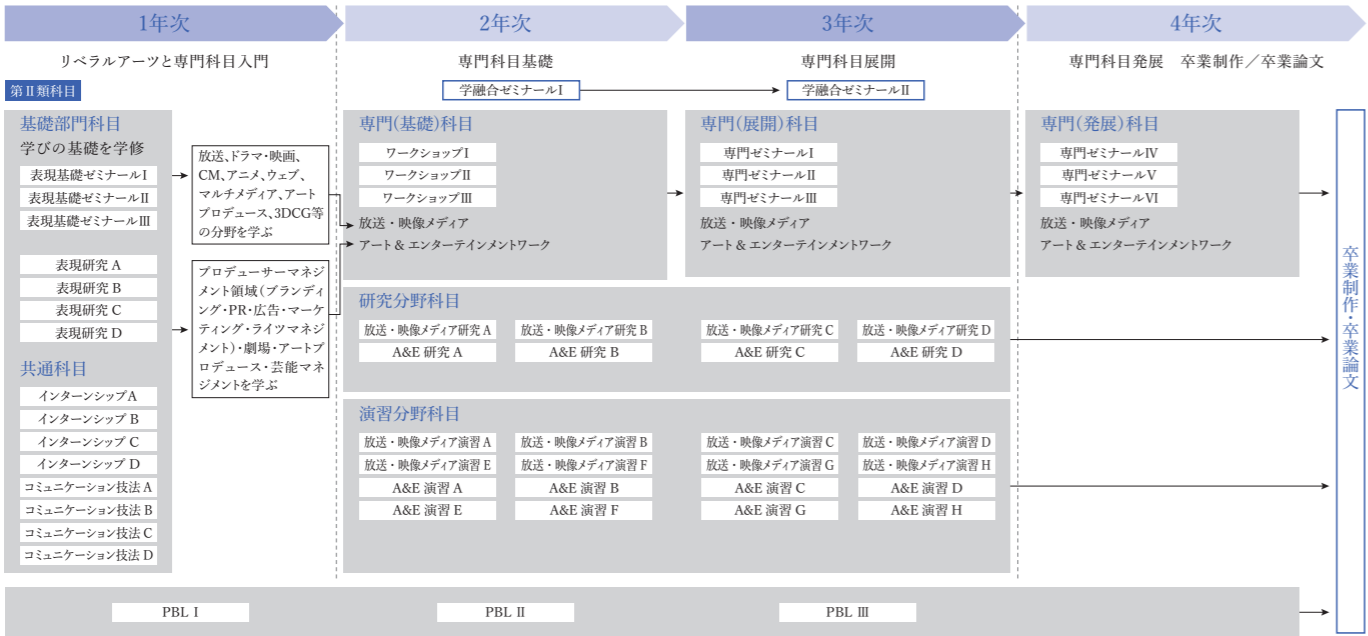 1年次
2年次
3年次
4年次
リベラルアーツと専門科目入門
専門科目基礎
専門科目展開
専門科目発展　卒業制作／卒業論文
第Ⅱ類科目
学融合ゼミナールⅠ
学融合ゼミナールⅡ
基礎部門科目
学びの基礎を学修
表現基礎ゼミナールⅠ
表現基礎ゼミナールⅡ
表現基礎ゼミナールⅢ
表現研究 A
表現研究 B
表現研究 C
表現研究 D
共通科目
インターンシップ A
インターンシップ B
インターンシップ C
インターンシップ D
コミュニケーション技法 A
コミュニケーション技法 B
コミュニケーション技法 C
コミュニケーション技法 D
放送、ドラマ・映画、
CM、アニメ、ウェブ、
マルチメディア、アート
プロデュース、3DCG等
の分野を学ぶ
プロデューサーマネジ
メント領域（ブランディ
ング・PR・広告・マーケ
ティング・ライツマネジ
メント）・劇場・アートプ
ロデュース・芸能マネ
ジメントを学ぶ
専門(基礎)科目
ワークショップⅠ
ワークショップⅡ
ワークショップⅢ
放送・映像メディア
アート & エンターテインメントワーク
専門(展開)科目
専門ゼミナールⅠ
専門ゼミナールⅡ
専門ゼミナールⅢ
放送・映像メディア
アート & エンターテインメントワーク
専門(発展)科目
専門ゼミナールⅣ
専門ゼミナールⅤ
専門ゼミナールⅥ
放送・映像メディア
アート & エンターテインメントワーク
研究分野科目
放送・映像メディア研究 A
放送・映像メディア研究 B
放送・映像メディア研究 C
放送・映像メディア研究 D
A&E 研究 A
A&E 研究 B
A&E 研究 C
A&E 研究 D
演習分野科目
放送・映像メディア演習 A
放送・映像メディア演習 B
放送・映像メディア演習 C
放送・映像メディア演習 D
放送・映像メディア演習 E
放送・映像メディア演習 F
放送・映像メディア演習 G
放送・映像メディア演習 H
A&E 演習 A
A&E 演習 B
A&E 演習 C
A&E 演習 D
A&E 演習 E
A&E 演習 F
A&E 演習 G
A&E 演習 H
PBL Ⅰ
PBL Ⅱ
PBL Ⅲ
卒業制作・卒業論文